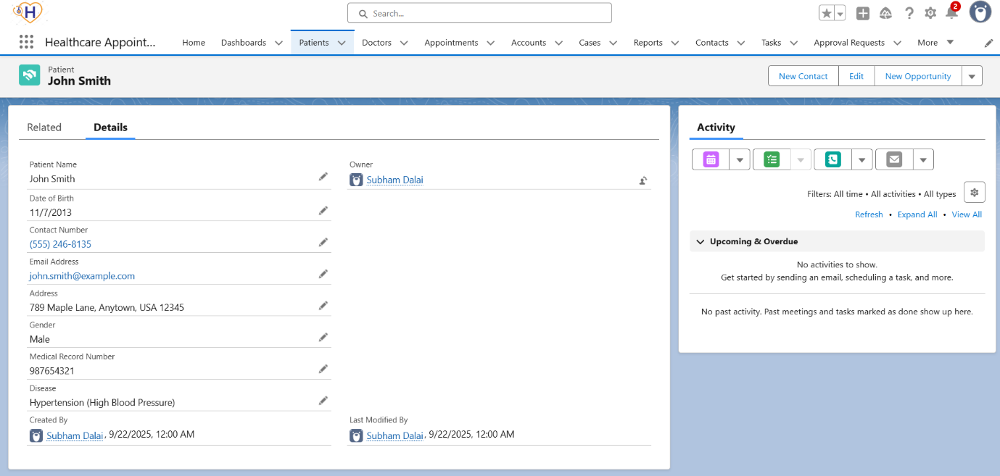 H
Search...
2
Healthcare Appoint...
Home Dashboards Patients Doctors Appointments Accounts Cases Reports Contacts Tasks Approval Requests More
Patient
John Smith
New Contact Edit New Opportunity
Related Details
Patient Name
John Smith
Owner
Subham Dalai
Date of Birth
11/7/2013
Contact Number
(555) 246-8135
Email Address
john.smith@example.com
Address
789 Maple Lane, Anytown, USA 12345
Gender
Male
Medical Record Number
987654321
Disease
Hypertension (High Blood Pressure)
Created By
Subham Dalai, 9/22/2025, 12:00 AM
Last Modified By
Subham Dalai, 9/22/2025, 12:00 AM
Activity
Filters: All time • All activities • All types
Refresh • Expand All • View All
Upcoming & Overdue
No activities to show.
Get started by sending an email, scheduling a task, and more.
No past activity. Past meetings and tasks marked as done show up here.